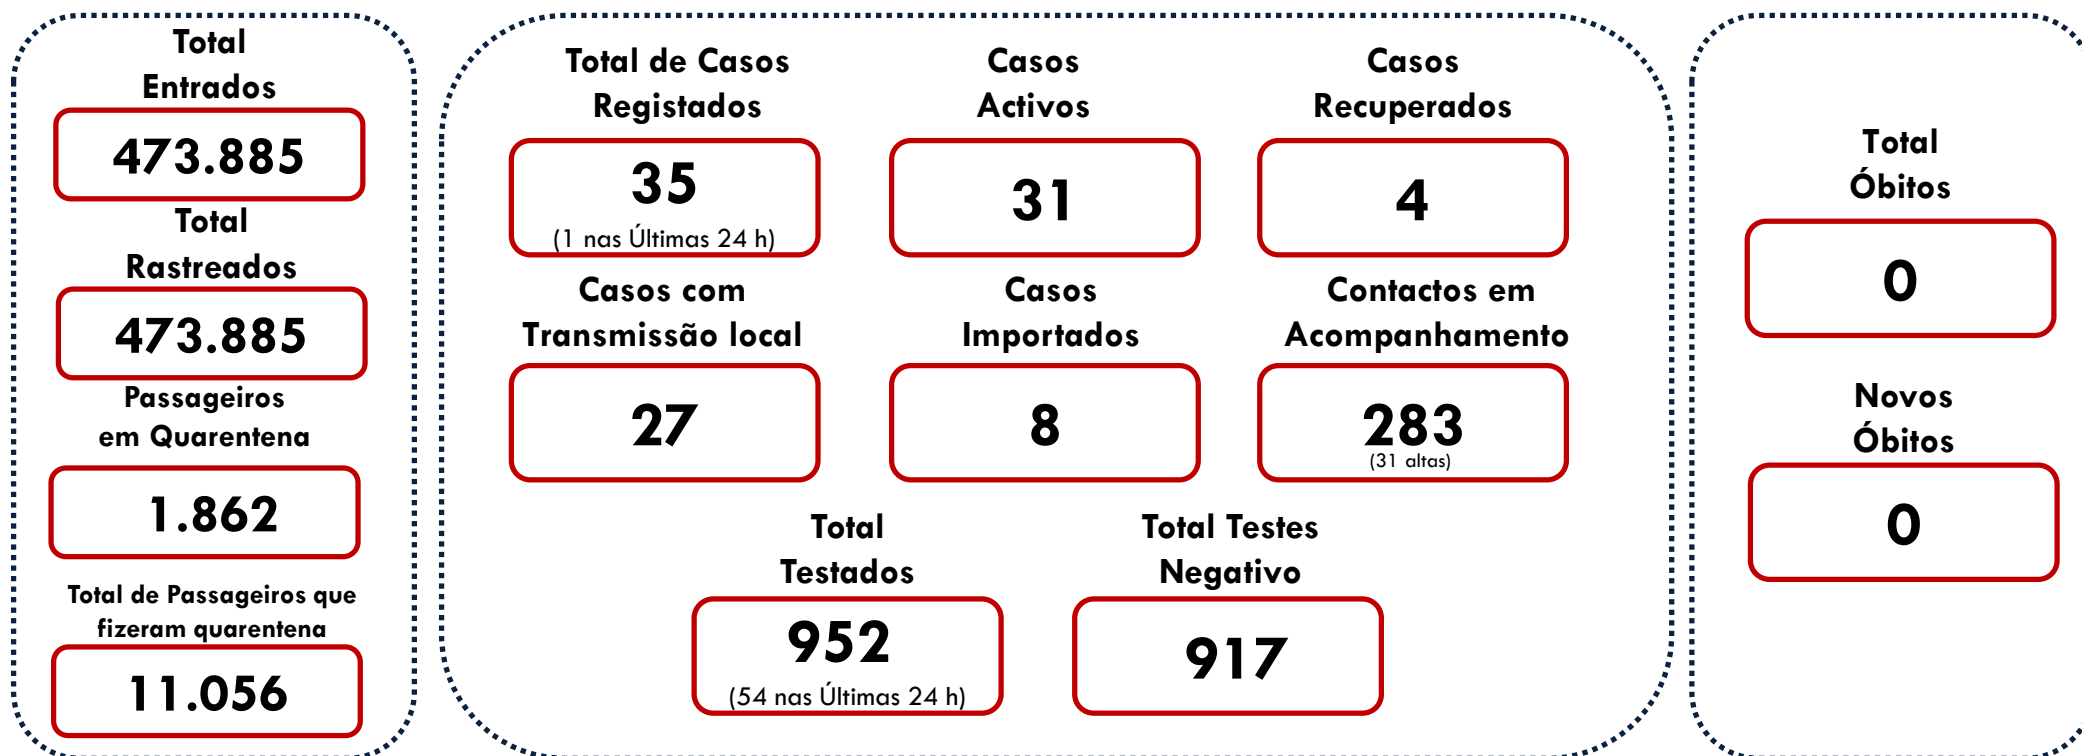 Total
Entrados
473.885
Total
Rastreados
473.885
Passageiros
em Quarentena
1.862
Total de Passageiros que
fizeram quarentena
11.056
Total de Casos
Registados
35
(1 nas Últimas 24 h)
Casos
Activos
31
Casos
Recuperados
4
Casos com
Transmissão local
27
Casos
Importados
8
Contactos em
Acompanhamento
283
(31 altas)
Total
Testados
952
(54 nas Últimas 24 h)
Total Testes
Negativo
917
Total
Óbitos
0
Novos
Óbitos
0